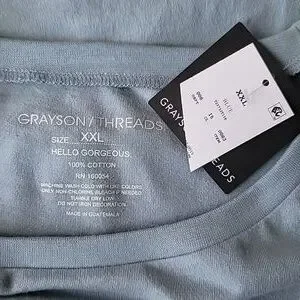 GRAYSON / THREADS
SIZE XXL
HELLO GORGEOUS
100% COTTON
RN 160054
MACHINE WASH COLD WITH LIKE COLORS
ONLY NON-CHLORINE BLEACH IF NEEDED
TUMBLE DRY LOW
DO NOT IRON DECORATION
MADE IN GUATEMALA
XXL
BLUE
GRAYSON
THREADS